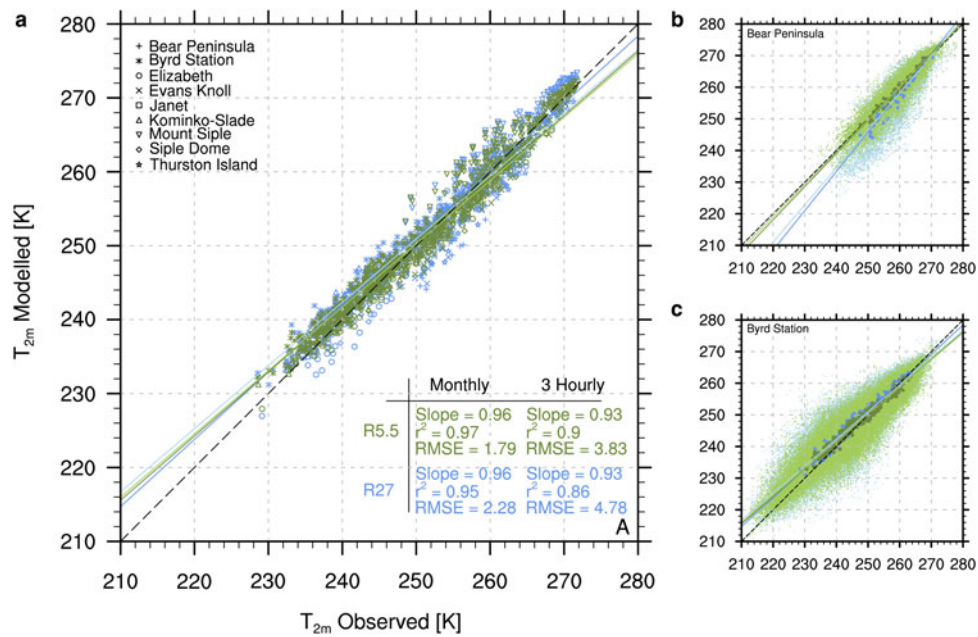 a
Bear Peninsula
Byrd Station
Elizabeth
Evans Knoll
Janet
Kominko-Slade
Mount Siple
Siple Dome
Thurston Island
280
270
260
250
240
230
220
210
T2m Modelled [K]
210 220 230 240 250 260 270 280
T2m Observed [K]
Monthly 3 Hourly
R5.5
Slope = 0.96 Slope = 0.93
r² = 0.97 r² = 0.9
RMSE = 1.79 RMSE = 3.83
R27
Slope = 0.96 Slope = 0.93
r² = 0.95 r² = 0.86
RMSE = 2.28 RMSE = 4.78
A
b
Bear Peninsula
280
270
260
250
240
230
220
210
210 220 230 240 250 260 270 280
c
Byrd Station
280
270
260
250
240
230
220
210
210 220 230 240 250 260 270 280